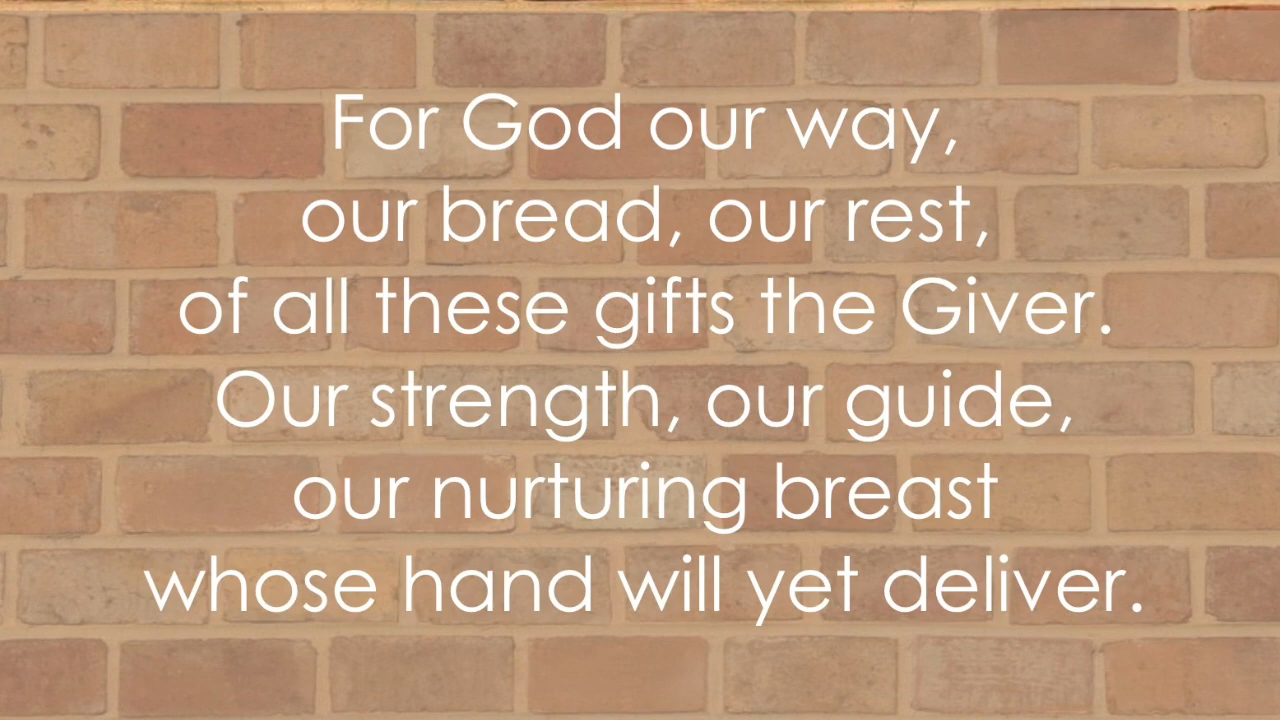 For God our way,
our bread, our rest,
of all these gifts the Giver.
Our strength, our guide,
our nurturing breast
whose hand will yet deliver.